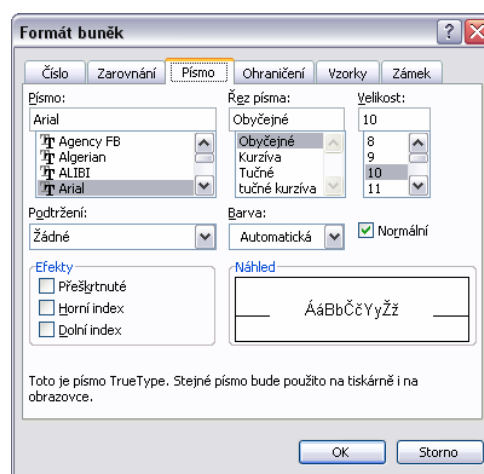 Formát buněk
Číslo Zarovnání Písmo Ohraničení Vzorky Zámek
Písmo: Řez písma: Velikost:
Arial Obyčejné 10
Agency FB Obyčejné 8
Algerian Kurzíva 9
ALIBI Tučné 10
Arial tučné kurzíva 11
Podtržení: Barva:
Žádné Automatická Normální
Efekty Náhled
Přeškrtnuté
Horní index ÁáBbČčYyŽž
Dolní index
Toto je písmo TrueType. Stejné písmo bude použito na tiskárně i na
obrazovce.
OK Storno